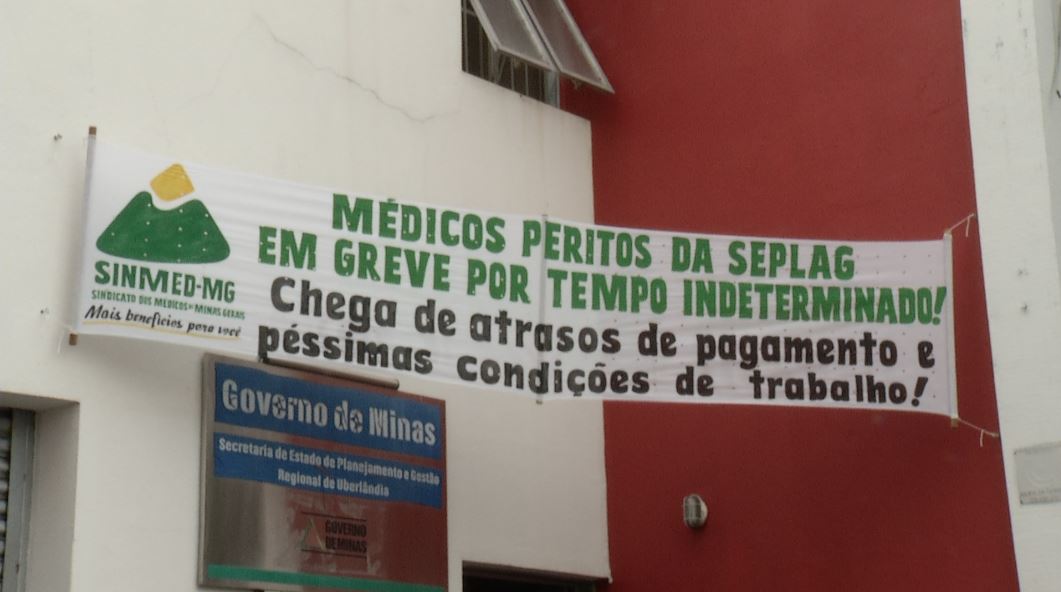 MÉDICOS PERITOS DA SEPLAG
EM GREVE POR TEMPO INDETERMINADO!
Chega de atrasos de pagamento e
péssimas condições de trabalho!
SINMED-MG
SINDICATO DOS MÉDICOS DE MINAS GERAIS
Mais benefícios para você
Governo de Minas
Secretaria de Estado de Planejamento e Gestão
Regional de Uberlândia
GOVERNO
DE MINAS